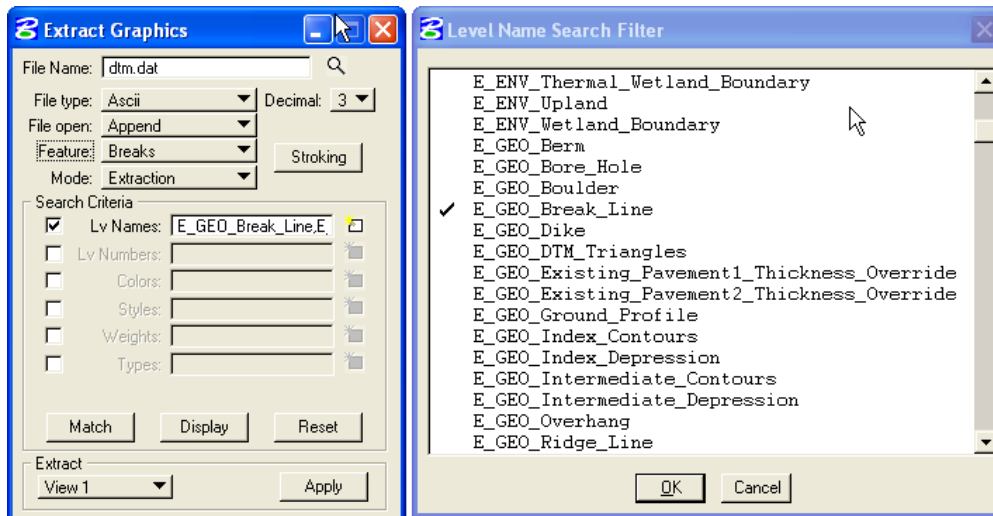 Extract Graphics
File Name: dtm.dat
File type: Ascii Decimal: 3
File open: Append
Feature: Breaks
Stroking
Mode: Extraction
Search Criteria
Lv Names: E_GEO_Break_Line,E_
Lv Numbers:
Colors:
Styles:
Weights:
Types:
Match Display Reset
Extract
View 1 Apply
Level Name Search Filter
E_ENV_Thermal_Wetland_Boundary
E_ENV_Upland
E_ENV_Wetland_Boundary
E_GEO_Berm
E_GEO_Bore_Hole
E_GEO_Boulder
E_GEO_Break_Line
E_GEO_Dike
E_GEO_DTM_Triangles
E_GEO_Existing_Pavement1_Thickness_Override
E_GEO_Existing_Pavement2_Thickness_Override
E_GEO_Ground_Profile
E_GEO_Index_Contours
E_GEO_Index_Depression
E_GEO_Intermediate_Contours
E_GEO_Intermediate_Depression
E_GEO_Overhang
E_GEO_Ridge_Line
OK Cancel